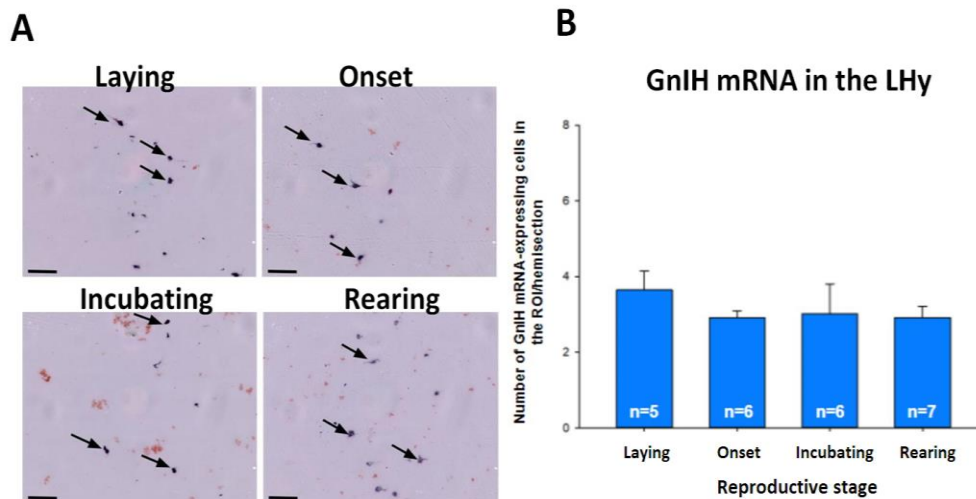 A
Laying
Onset
Incubating
Rearing
B
GnIH mRNA in the LHy
Number of GnIH mRNA-expressing cells in
the ROI/hemisection
8
6
4
2
0
n=5
n=6
n=6
n=7
Laying
Onset
Incubating
Rearing
Reproductive stage